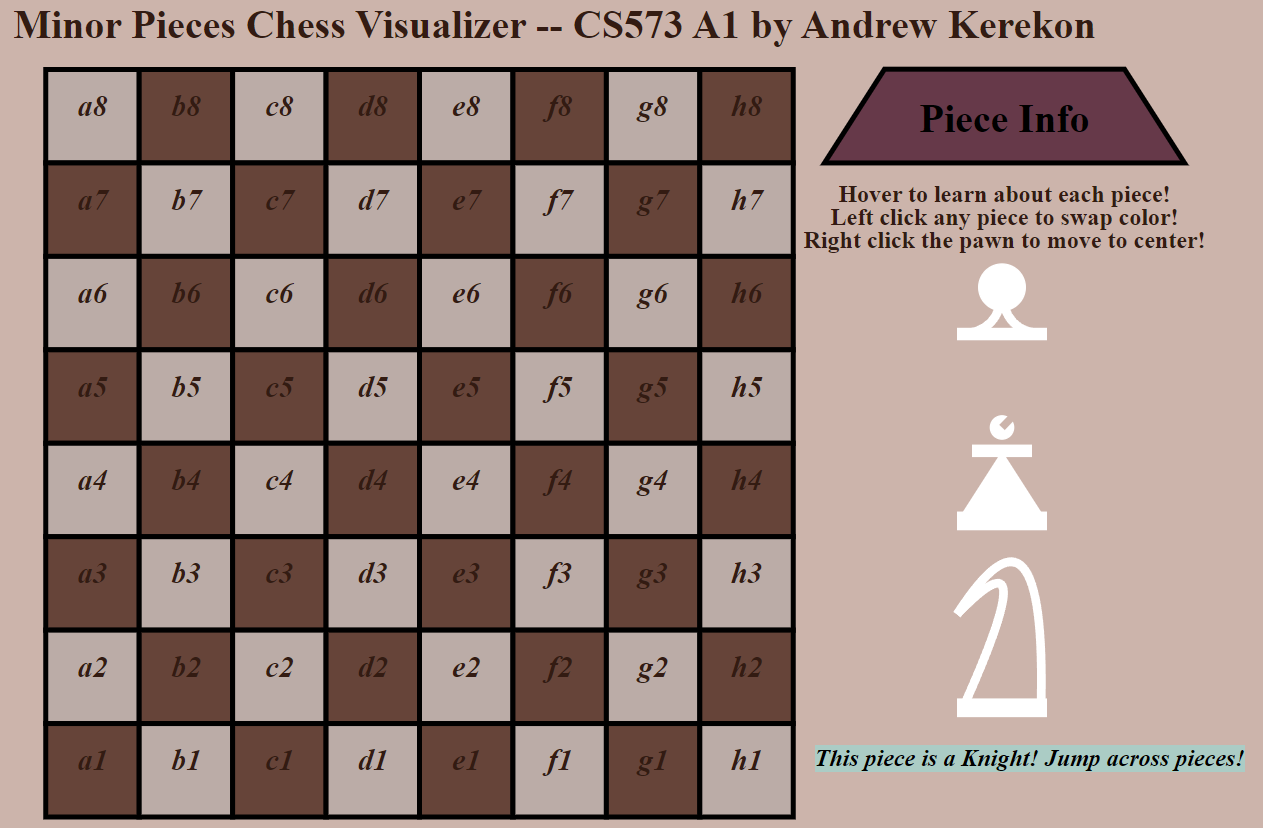 Minor Pieces Chess Visualizer -- CS573 A1 by Andrew Kerekon
a8 b8 c8 d8 e8 f8 g8 h8
a7 b7 c7 d7 e7 f7 g7 h7
a6 b6 c6 d6 e6 f6 g6 h6
a5 b5 c5 d5 e5 f5 g5 h5
a4 b4 c4 d4 e4 f4 g4 h4
a3 b3 c3 d3 e3 f3 g3 h3
a2 b2 c2 d2 e2 f2 g2 h2
a1 b1 c1 d1 e1 f1 g1 h1
Piece Info
Hover to learn about each piece!
Left click any piece to swap color!
Right click the pawn to move to center!
This piece is a Knight! Jump across pieces!